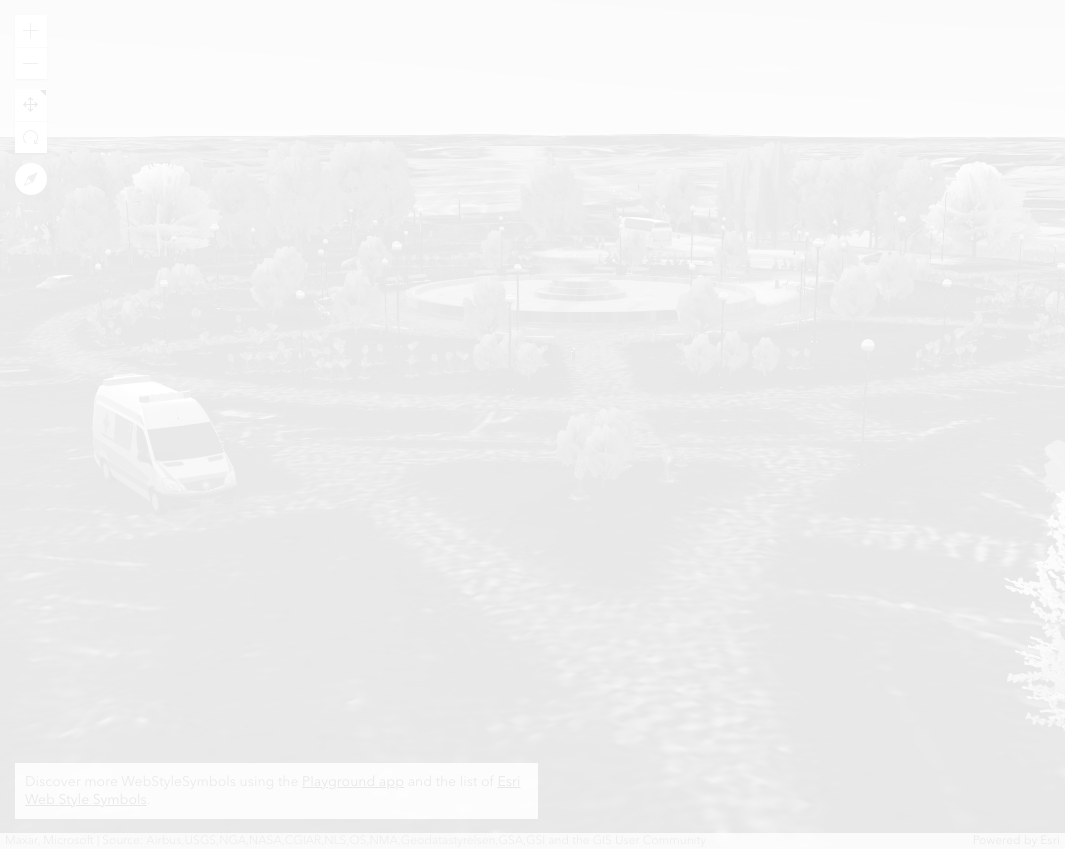 Discover more WebStyleSymbols using the Playground app and the list of Esri
Web Style Symbols.
Maxar, Microsoft | Source: Airbus,USGS,NGA,NASA,CGIAR,NLS,OS,NMA,Geodatastyrelsen,GSA,GSI and the GIS User Community
Powered by Esri